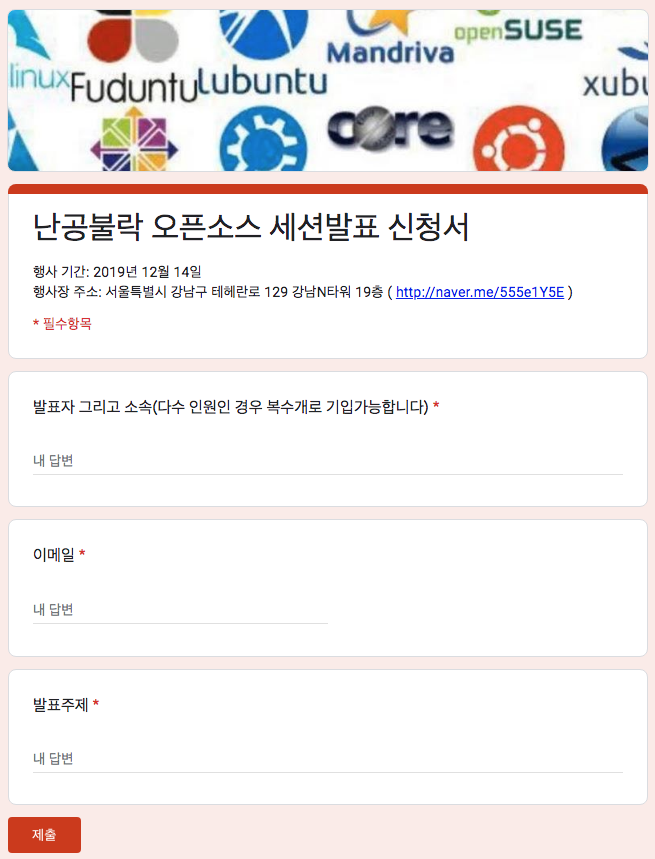 linux
Fuduntu
Lubuntu
Mandriva
openSUSE
xubu
core
난공불락 오픈소스 세션발표 신청서
행사 기간: 2019년 12월 14일
행사장 주소: 서울특별시 강남구 테헤란로 129 강남N타워 19층 ( http://naver.me/555e1Y5E )
* 필수항목
발표자 그리고 소속(다수 인원인 경우 복수개로 기입가능합니다) *
내 답변
이메일 *
내 답변
발표주제 *
내 답변
제출